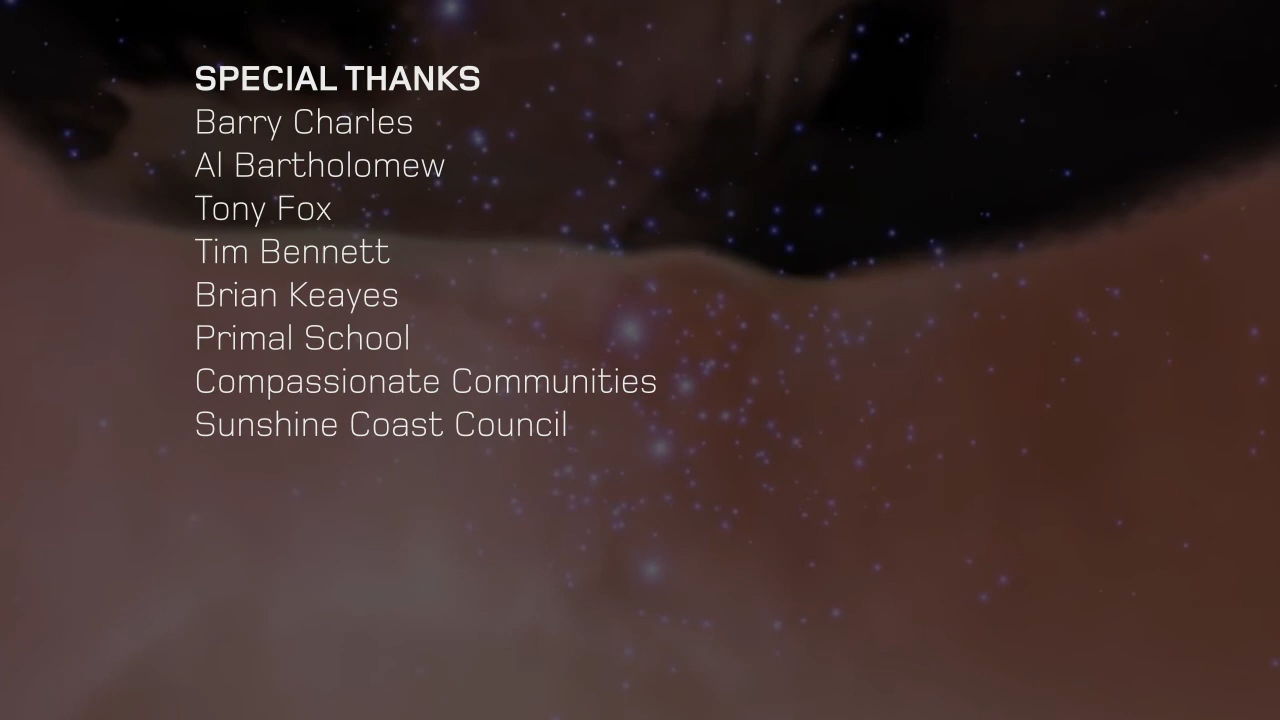 SPECIAL THANKS
Barry Charles
Al Bartholomew
Tony Fox
Tim Bennett
Brian Keayes
Primal School
Compassionate Communities
Sunshine Coast Council